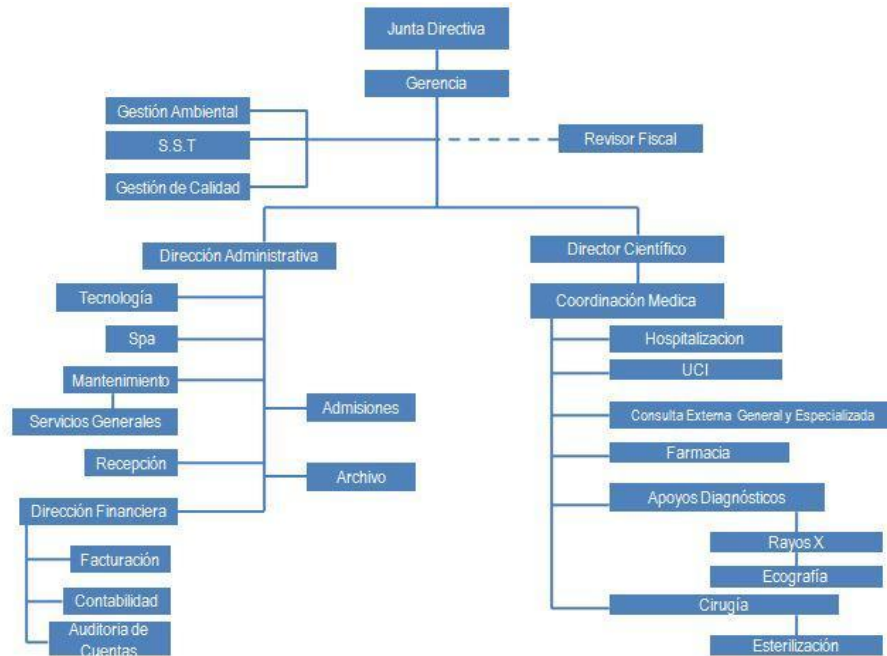 Junta Directiva
Gerencia
Gestión Ambiental
S.S.T
Revisor Fiscal
Gestión de Calidad
Dirección Administrativa
Tecnología
Spa
Mantenimiento
Servicios Generales
Admisiones
Recepción
Archivo
Dirección Financiera
Facturación
Contabilidad
Auditoria de
Cuentas
Director Científico
Coordinación Medica
Hospitalizacion
UCI
Consulta Externa General y Especializada
Farmacia
Apoyos Diagnósticos
Rayos X
Ecografía
Cirugía
Esterilización